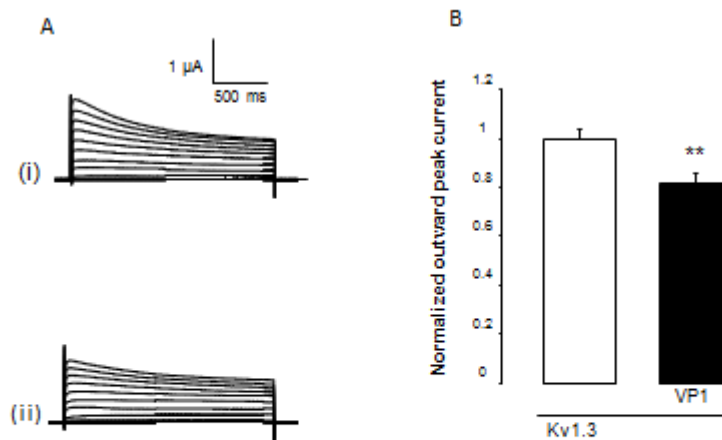 A
1 µA
500 ms
(i)
(ii)
B
Normalized outward peak current
1.2
1
0.8
0.6
0.4
0.2
0
**
VP1
Kv1.3